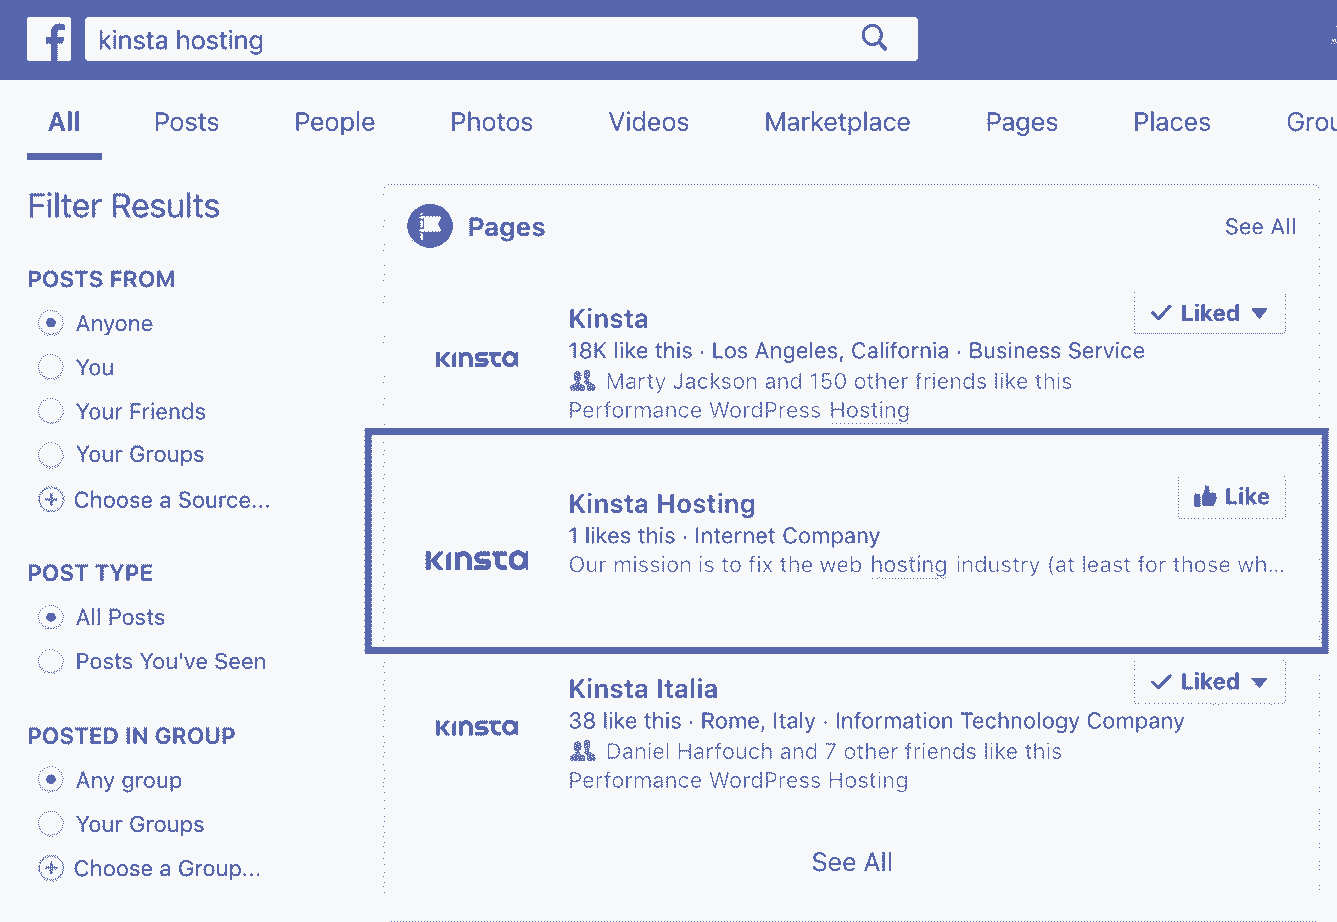 kinsta hosting
All Posts People Photos Videos Marketplace Pages Places Grou
Filter Results
POSTS FROM
Anyone
You
Your Friends
Your Groups
Choose a Source...
POST TYPE
All Posts
Posts You've Seen
POSTED IN GROUP
Any group
Your Groups
Choose a Group...
Pages
See All
KINSTA
Kinsta
Liked
18K like this · Los Angeles, California · Business Service
Marty Jackson and 150 other friends like this
Performance WordPress Hosting
KINSTA
Kinsta Hosting
Like
1 likes this · Internet Company
Our mission is to fix the web hosting industry (at least for those wh...
KINSTA
Kinsta Italia
Liked
38 like this · Rome, Italy · Information Technology Company
Daniel Harfouch and 7 other friends like this
Performance WordPress Hosting
See All